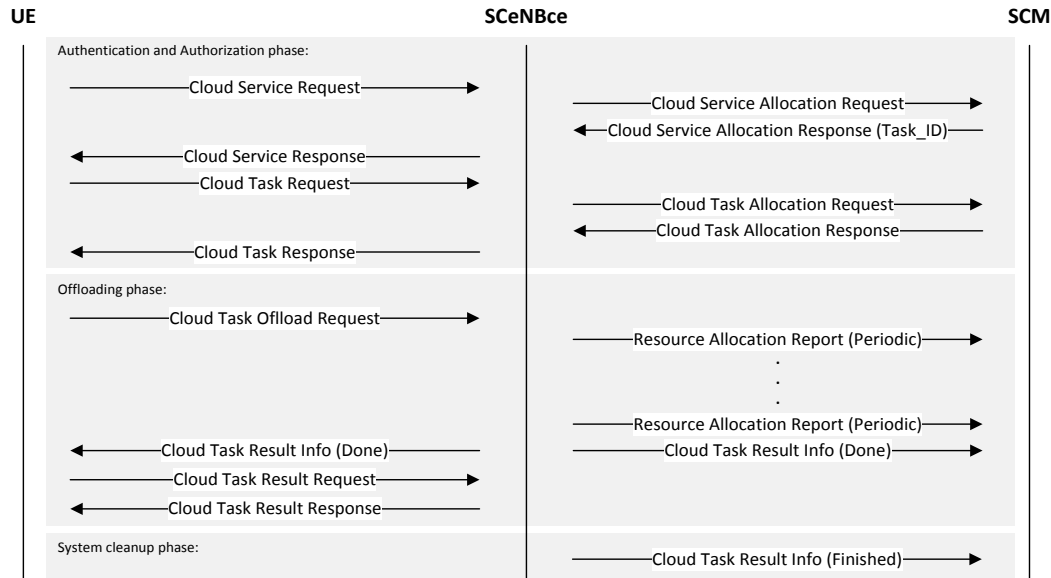 UE SCeNBce SCM
Authentication and Authorization phase:
Cloud Service Request
Cloud Service Allocation Request
Cloud Service Allocation Response (Task_ID)
Cloud Service Response
Cloud Task Request
Cloud Task Allocation Request
Cloud Task Allocation Response
Cloud Task Response
Offloading phase:
Cloud Task Oflload Request
Resource Allocation Report (Periodic)
.
.
.
Resource Allocation Report (Periodic)
Cloud Task Result Info (Done) Cloud Task Result Info (Done)
Cloud Task Result Request
Cloud Task Result Response
System cleanup phase:
Cloud Task Result Info (Finished)